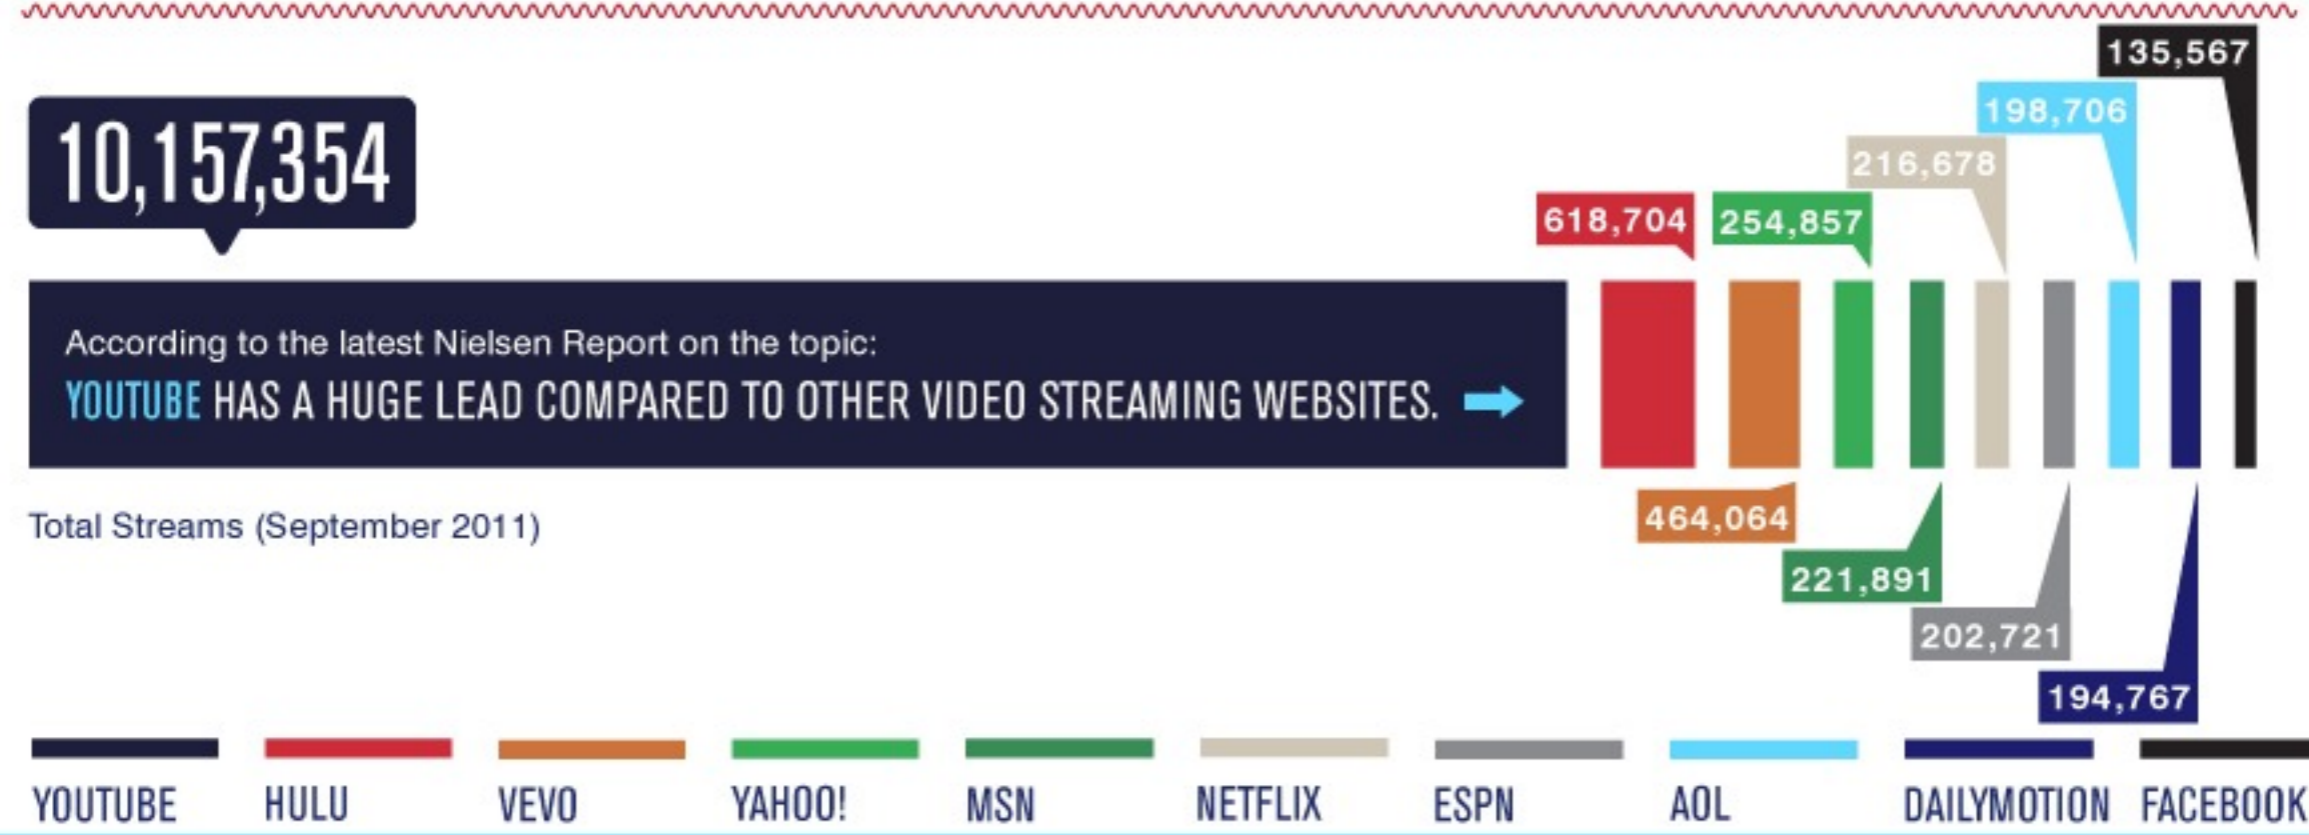 135,567
198,706
10,157,354
216,678
618,704
254,857
According to the latest Nielsen Report on the topic:
YOUTUBE HAS A HUGE LEAD COMPARED TO OTHER VIDEO STREAMING WEBSITES.
464,064
Total Streams (September 2011)
221,891
202,721
194,767
YOUTUBE
HULU
VEVO
YAHOO!
MSN
NETFLIX
ESPN
AOL
DAILYMOTION
FACEBOOK